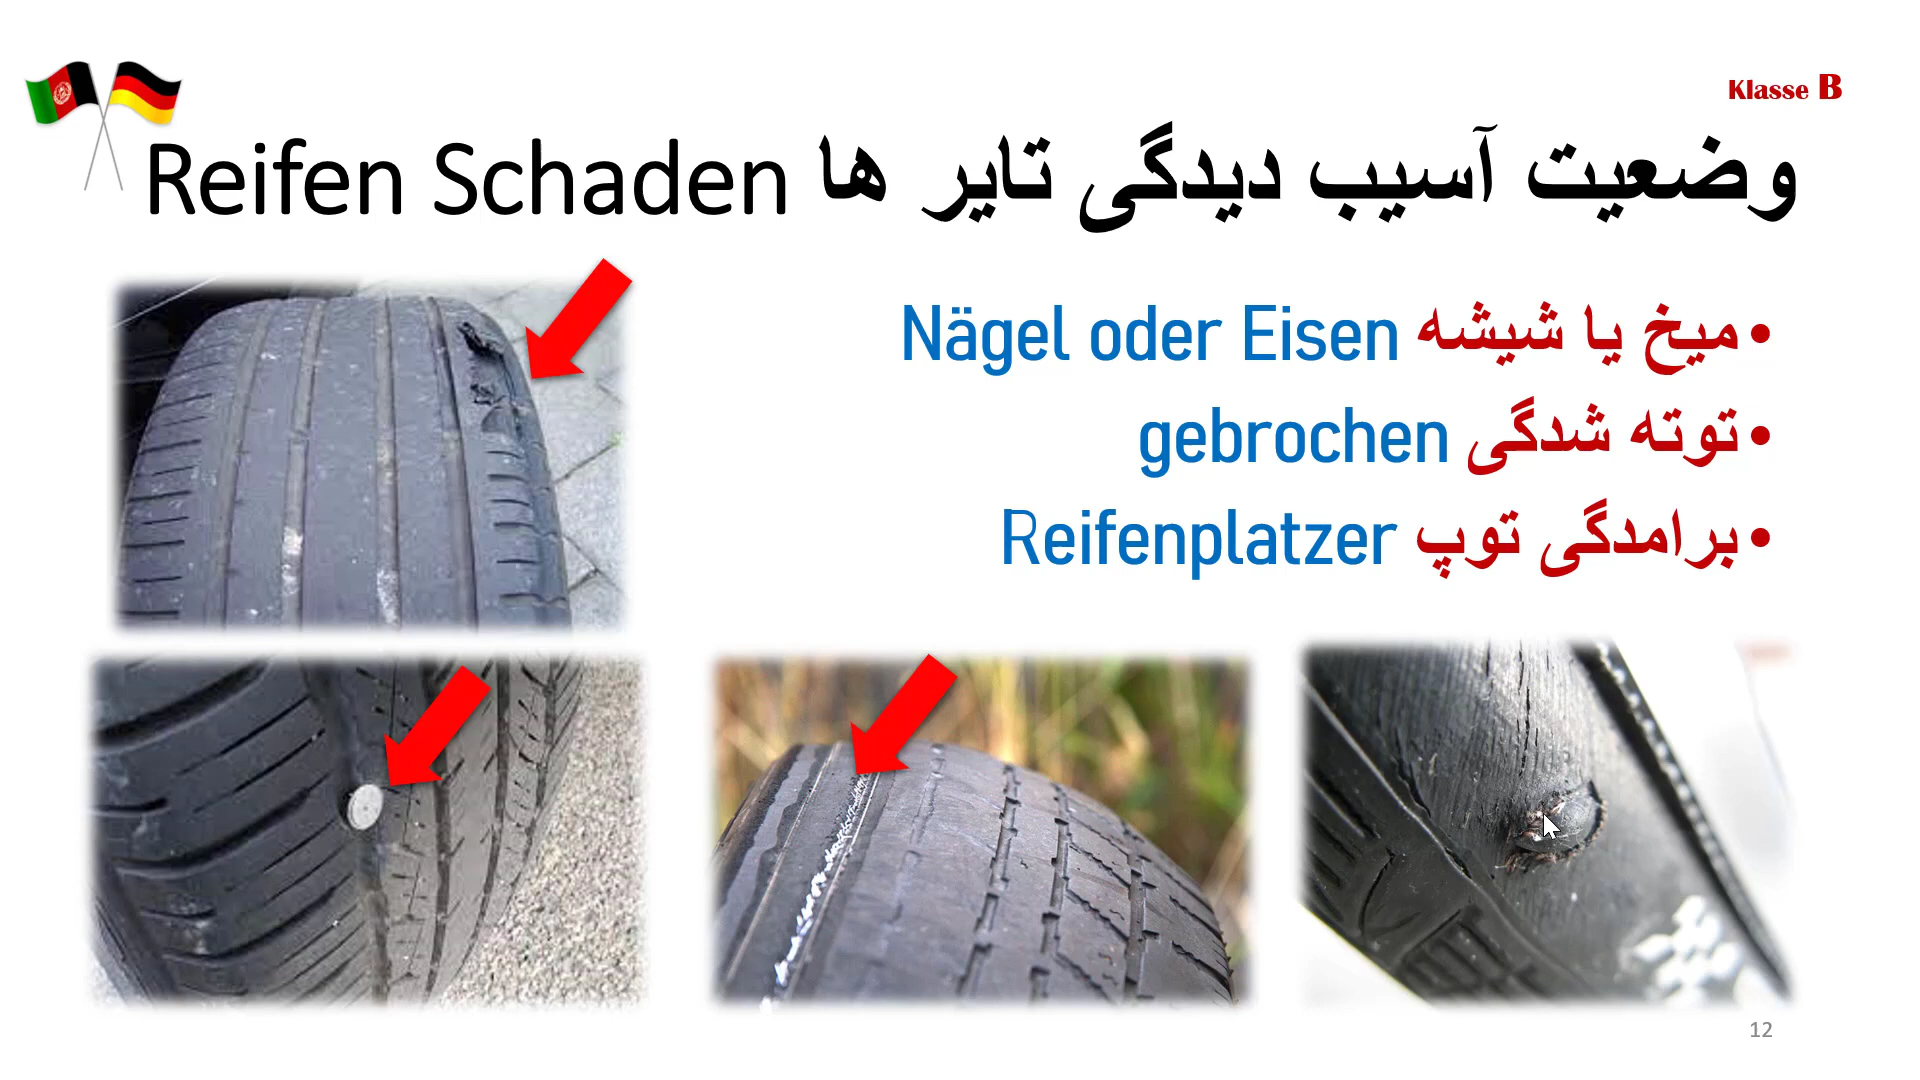 Klasse B
وضعیت آسیب دیدگی تایر ها Reifen Schaden
•میخ یا شیشه Nägel oder Eisen
•توته شدگی gebrochen
•برامدگی توپ Reifenplatzer
12